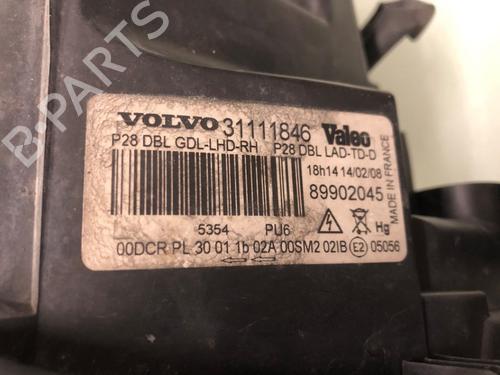 VOLVO 31111846 Valeo
P28 DBL GDL-LHD-RH P28 DBL LAD-TD-D
18h14 14/02/08
89902045
MADE IN FRANCE
Hg
5354 PU6
00DCR PL 30 01 1b 02A 00SM2 02IB E2 05056
B-PARTS